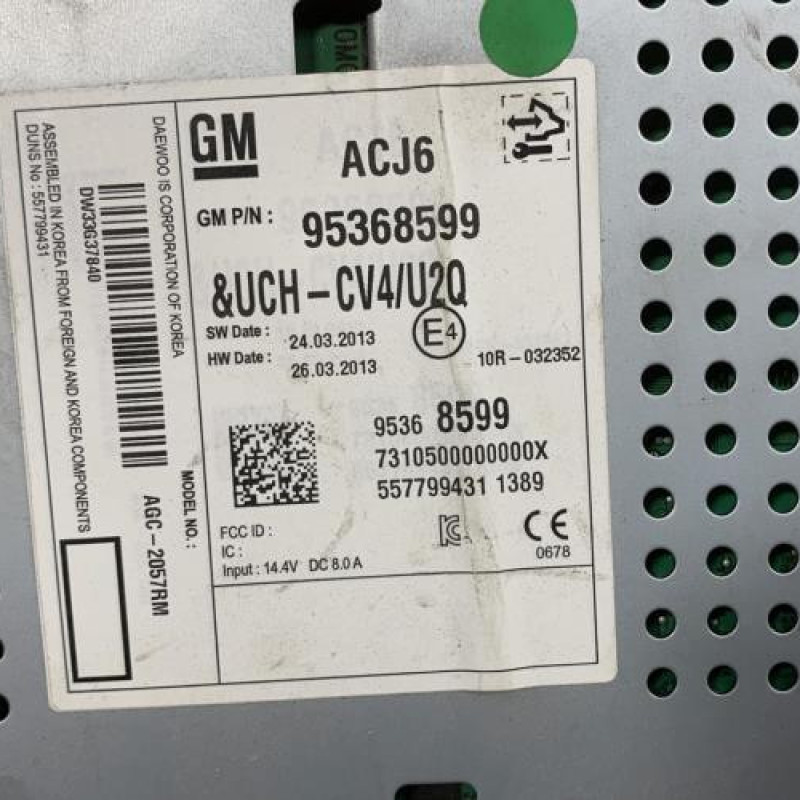 GM
ACJ6
GM P/N : 95368599
&UCH-CV4/U2Q
SW Date : 24.03.2013
HW Date : 26.03.2013
E4
10R-032352
9536 8599
7310500000000X
557799431 1389
FCC ID :
IC :
Input : 14.4V DC 8.0 A
CE
0678
DAEWOO IS CORPORATION OF KOREA
MODEL NO. :
AGC-2057RM
DW33G37840
ASSEMBLED IN KOREA FROM FOREIGN AND KOREA COMPONENTS
DUNS No : 557799431